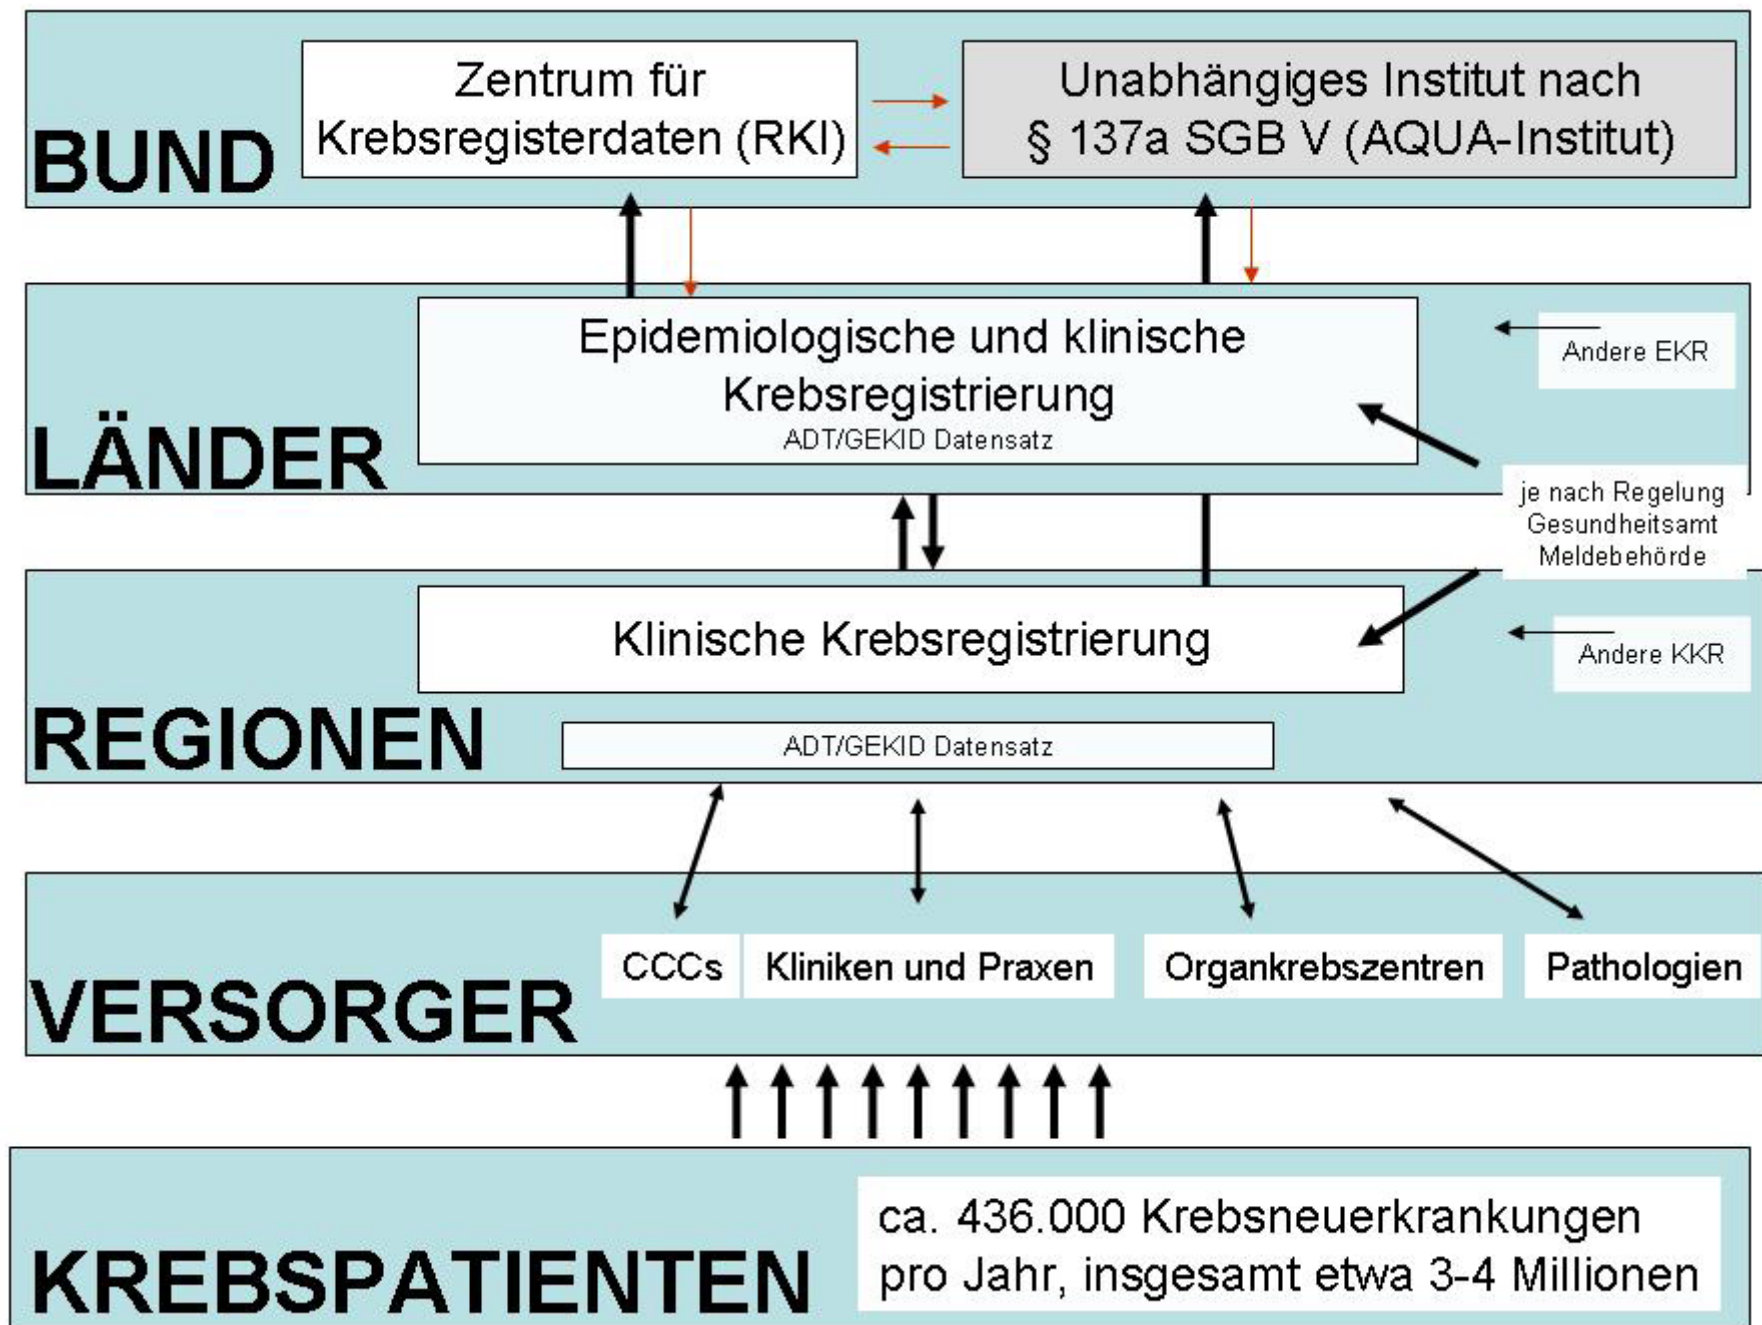 BUND
Zentrum für
Krebsregisterdaten (RKI)
Unabhängiges Institut nach
§ 137a SGB V (AQUA-Institut)
LÄNDER
Epidemiologische und klinische
Krebsregistrierung
ADT/GEKID Datensatz
Andere EKR
je nach Regelung
Gesundheitsamt
Meldebehörde
REGIONEN
Klinische Krebsregistrierung
ADT/GEKID Datensatz
Andere KKR
VERSORGER
CCCs
Kliniken und Praxen
Organkrebszentren
Pathologien
KREBSPATIENTEN
ca. 436.000 Krebsneuerkrankungen
pro Jahr, insgesamt etwa 3-4 Millionen